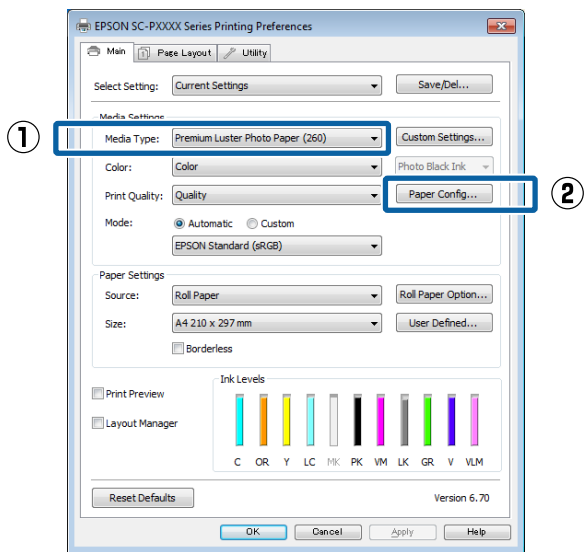 EPSON SC-PXXXX Series Printing Preferences
Main Page Layout Utility
Select Setting: Current Settings Save/Del...
Media Settings
① Media Type: Premium Luster Photo Paper (260) Custom Settings...
Color: Color Photo Black Ink
Print Quality: Quality Paper Config... ②
Mode: Automatic Custom
EPSON Standard (sRGB)
Paper Settings
Source: Roll Paper Roll Paper Option...
Size: A4 210 x 297 mm User Defined...
Borderless
Ink Levels
Print Preview
Layout Manager
C OR Y LC MK PK VM LK GR V VLM
Reset Defaults Version 6.70
OK Cancel Apply Help